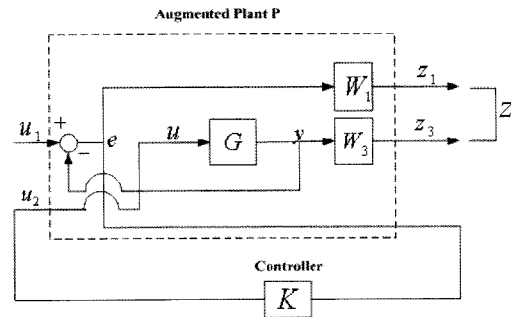 Augmented Plant P
W₁
z₁
Z
u₁
+
−
e
u
G
y
W₃
z₃
u₂
Controller
K